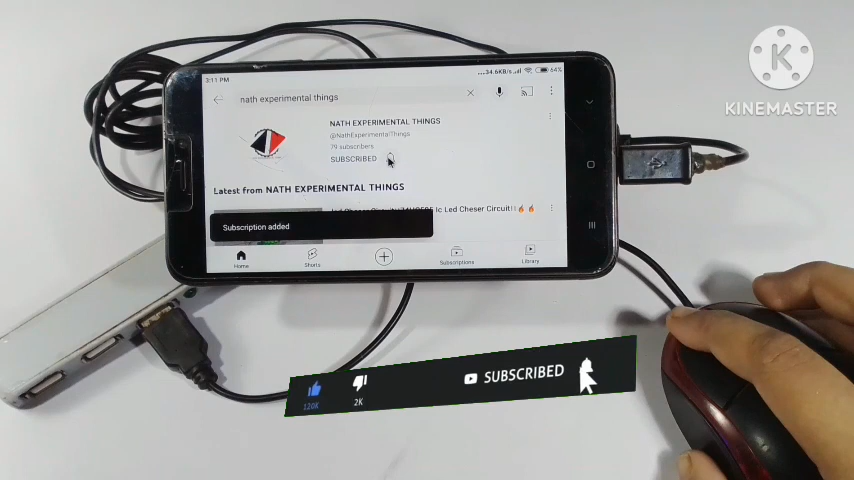 3:11 PM
...34.6KB/s
64%
nath experimental things
NATH EXPERIMENTAL THINGS
@NathExperimentalThings
79 subscribers
SUBSCRIBED
Latest from NATH EXPERIMENTAL THINGS
Ic Led Cheser Circuit
Subscription added
Home
Shorts
Subscriptions
Library
K
KINEMASTER
120K
2K
SUBSCRIBED